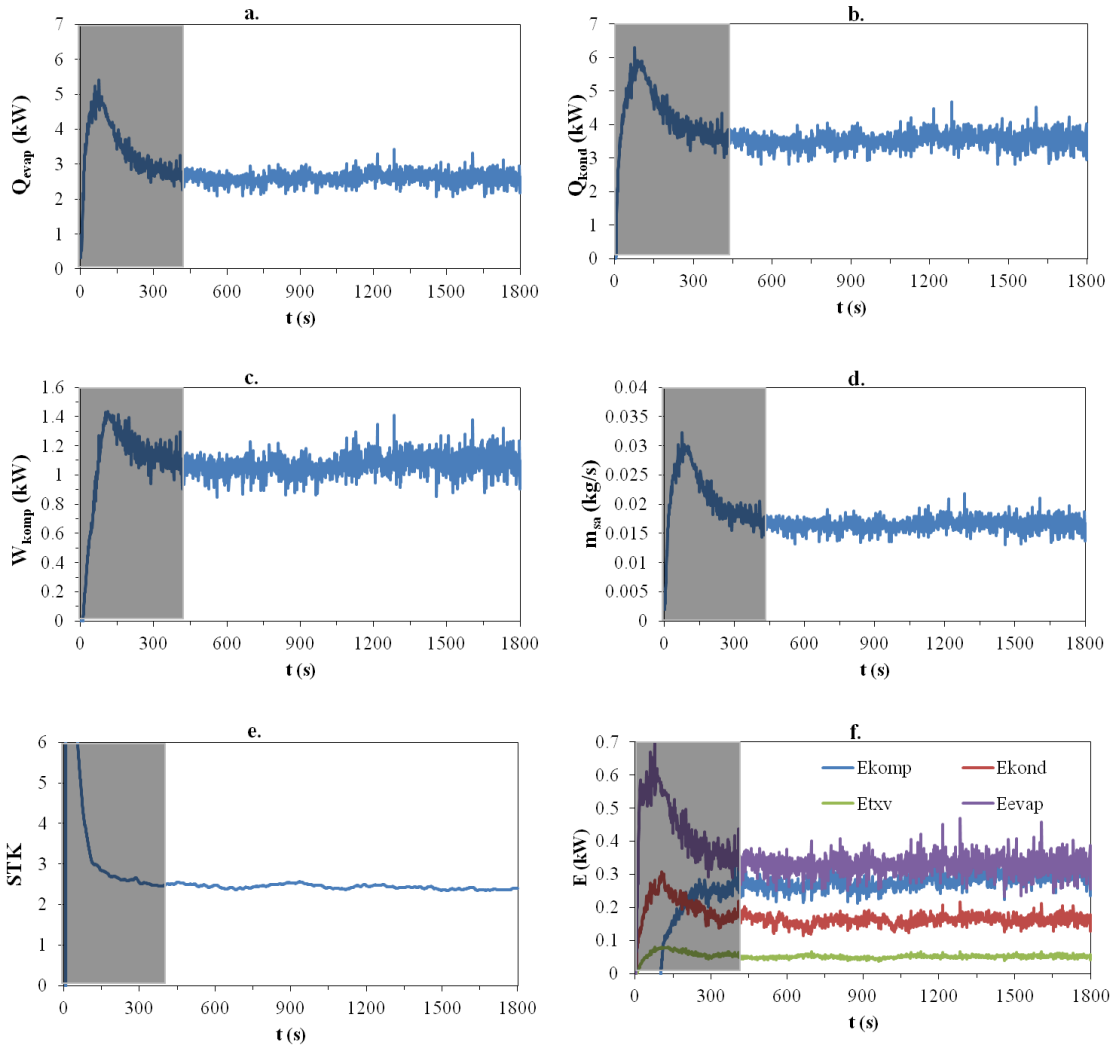 a.
7
6
5
4
3
2
1
0
Qevap (kW)
0 300 600 900 1200 1500 1800
t (s)
b.
7
6
5
4
3
2
1
0
Qkond (kW)
0 300 600 900 1200 1500 1800
t (s)
c.
1.6
1.4
1.2
1
0.8
0.6
0.4
0.2
0
Wkomp (kW)
0 300 600 900 1200 1500 1800
t (s)
d.
0.04
0.035
0.03
0.025
0.02
0.015
0.01
0.005
0
msa (kg/s)
0 300 600 900 1200 1500 1800
t (s)
e.
6
5
4
3
2
1
0
STK
0 300 600 900 1200 1500 1800
t (s)
f.
0.7
0.6
0.5
0.4
0.3
0.2
0.1
0
E (kW)
Ekomp Ekond
Etxv Eevap
0 300 600 900 1200 1500 1800
t (s)